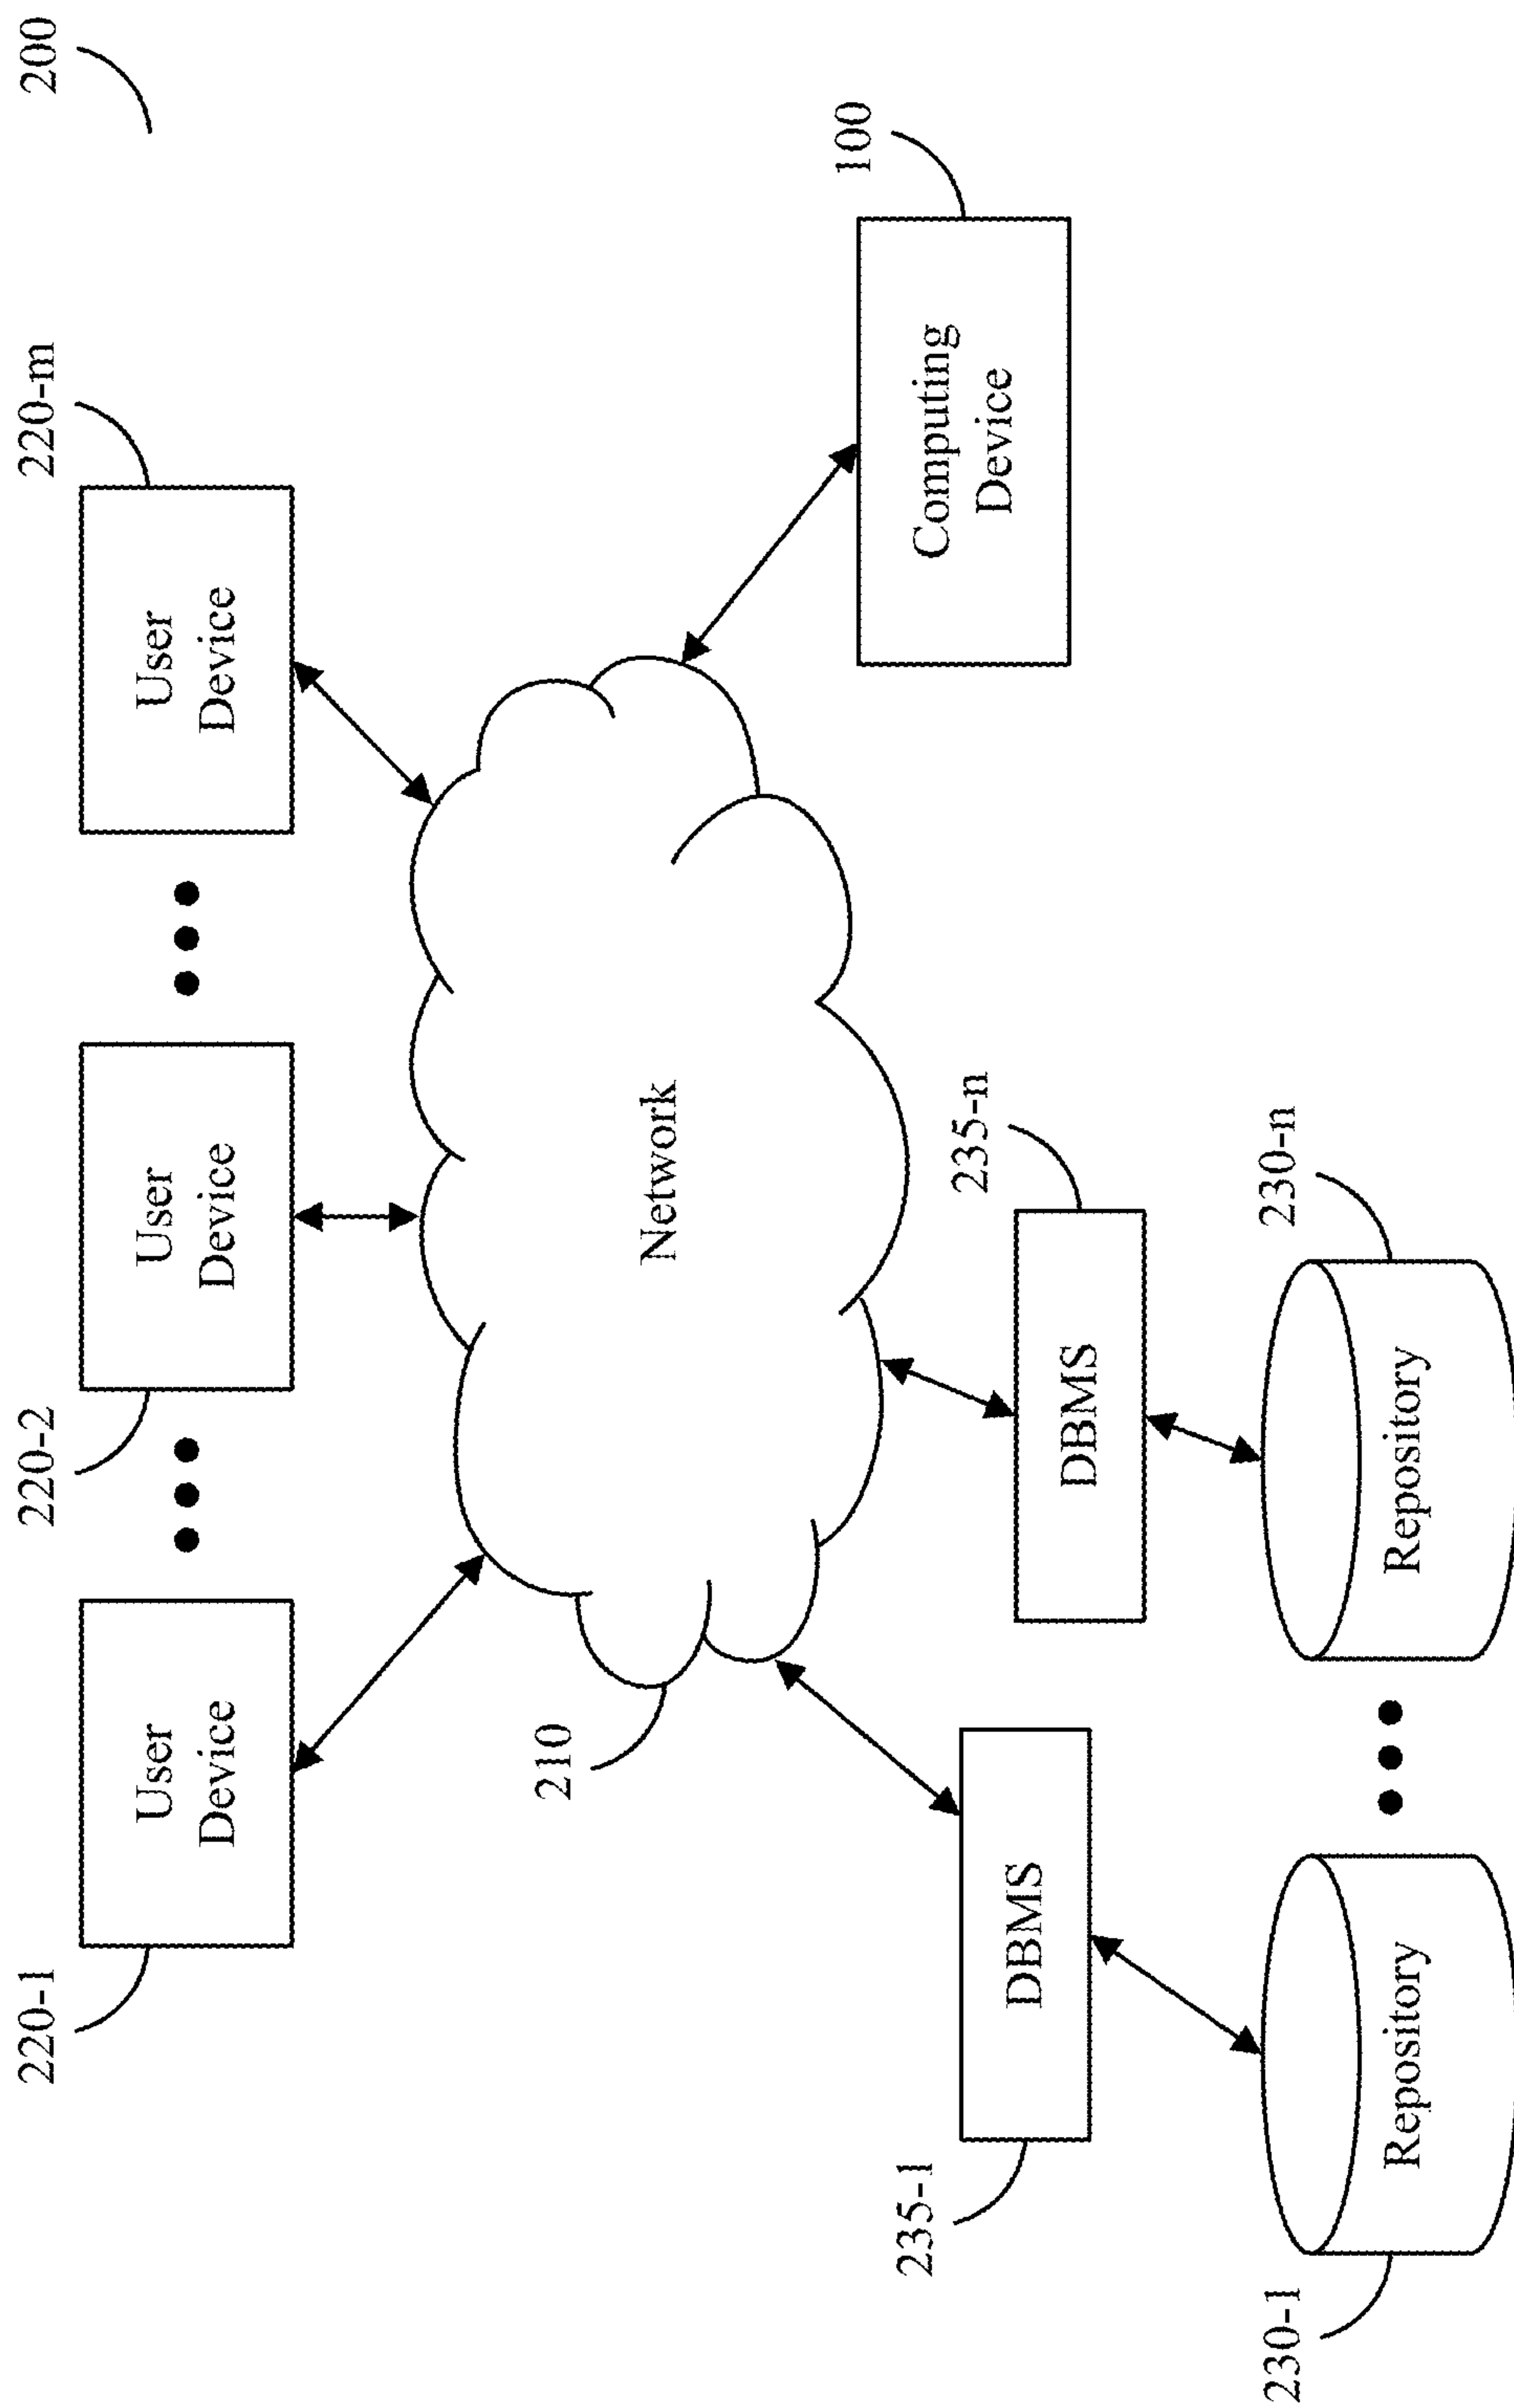 200
220-1
User
Device
220-2
User
Device
220-m
User
Device
210
Network
100
Computing
Device
235-1
DBMS
235-n
DBMS
230-1
Repository
230-n
Repository